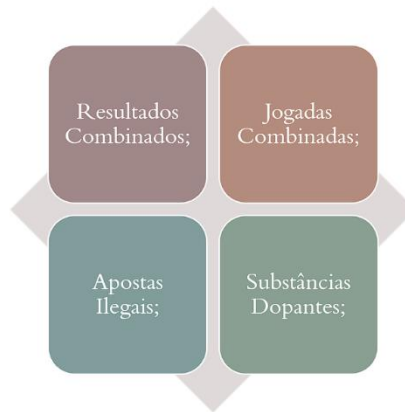 Resultados
Combinados;
Jogadas
Combinadas;
Apostas
Ilegais;
Substâncias
Dopantes;